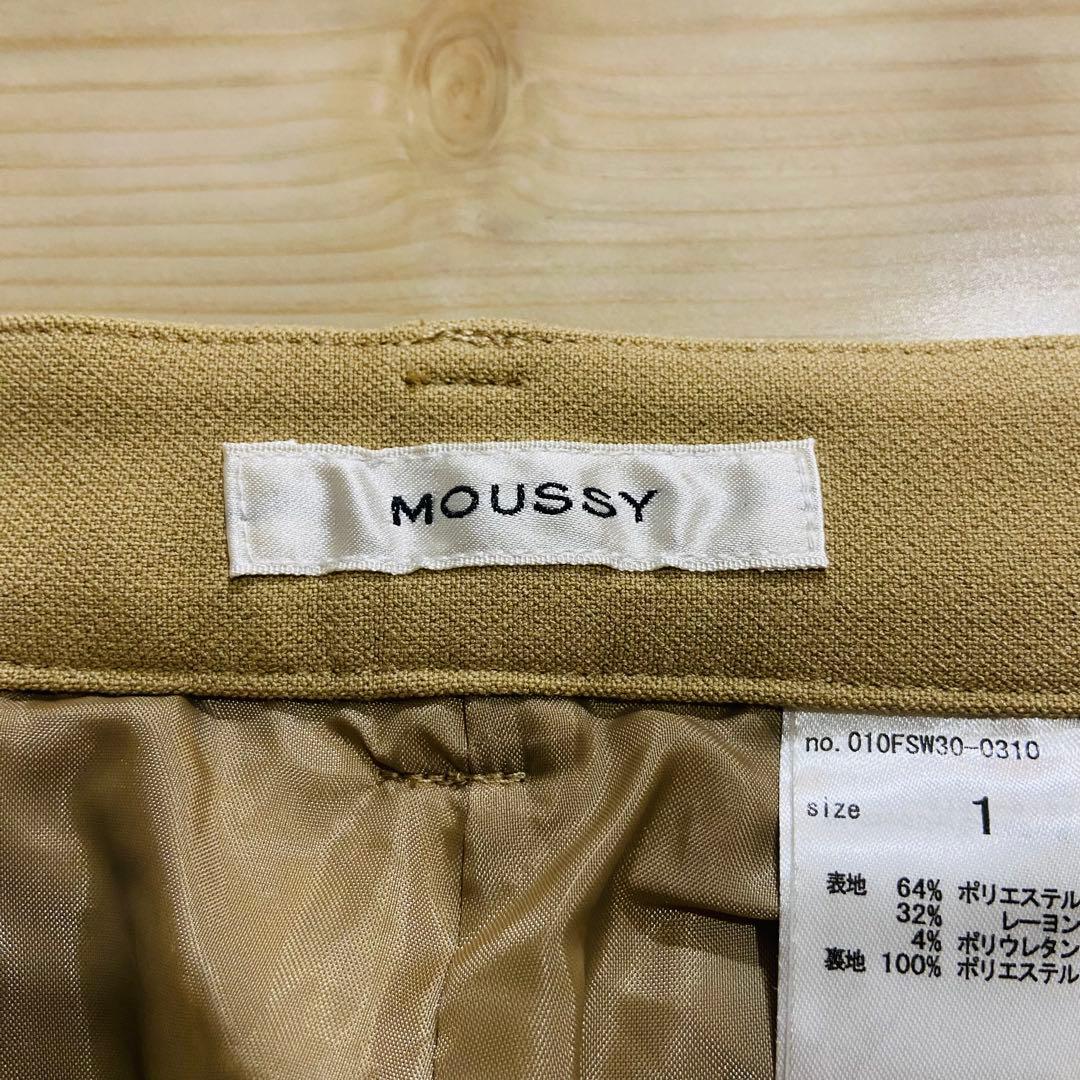 MOUSSY
no.010FSW30-0310
size 1
表地 64% ポリエステル
32% レーヨン
4% ポリウレタン
裏地 100% ポリエステル